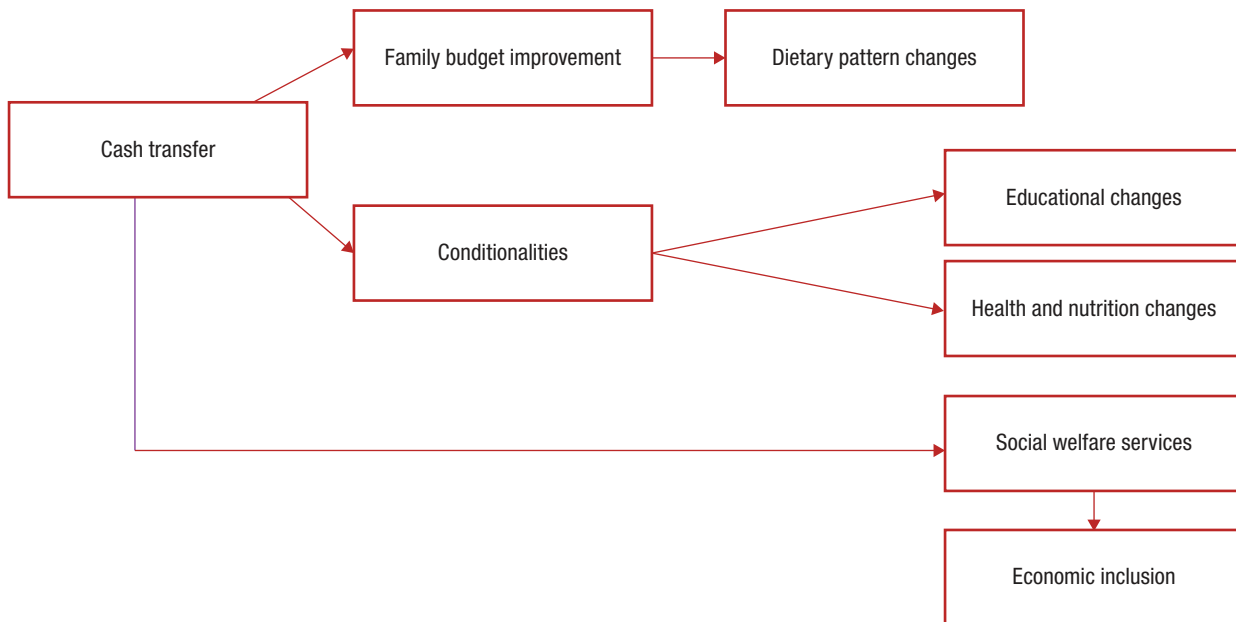 Family budget improvement
Dietary pattern changes
Cash transfer
Educational changes
Conditionalities
Health and nutrition changes
Social welfare services
Economic inclusion